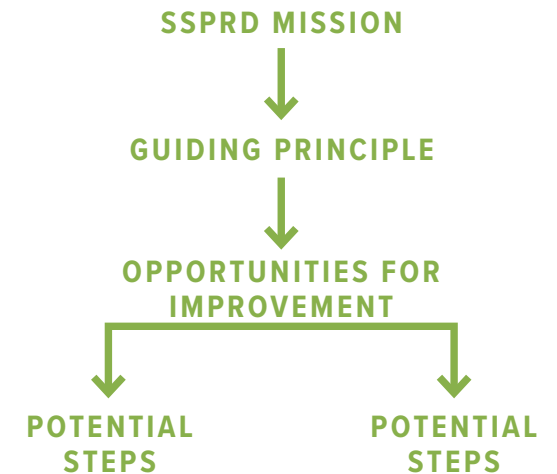 SSPRD MISSION
GUIDING PRINCIPLE
OPPORTUNITIES FOR
IMPROVEMENT
POTENTIAL
STEPS
POTENTIAL
STEPS